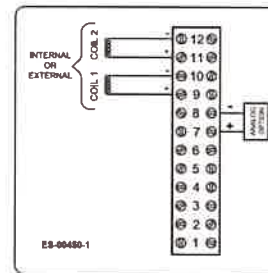 INTERNAL
OR
EXTERNAL
COIL 2
COIL 1
12
11
10
9
8
7
6
5
4
3
2
1
-
+
ANALOG
OPTION
ES-00480-1